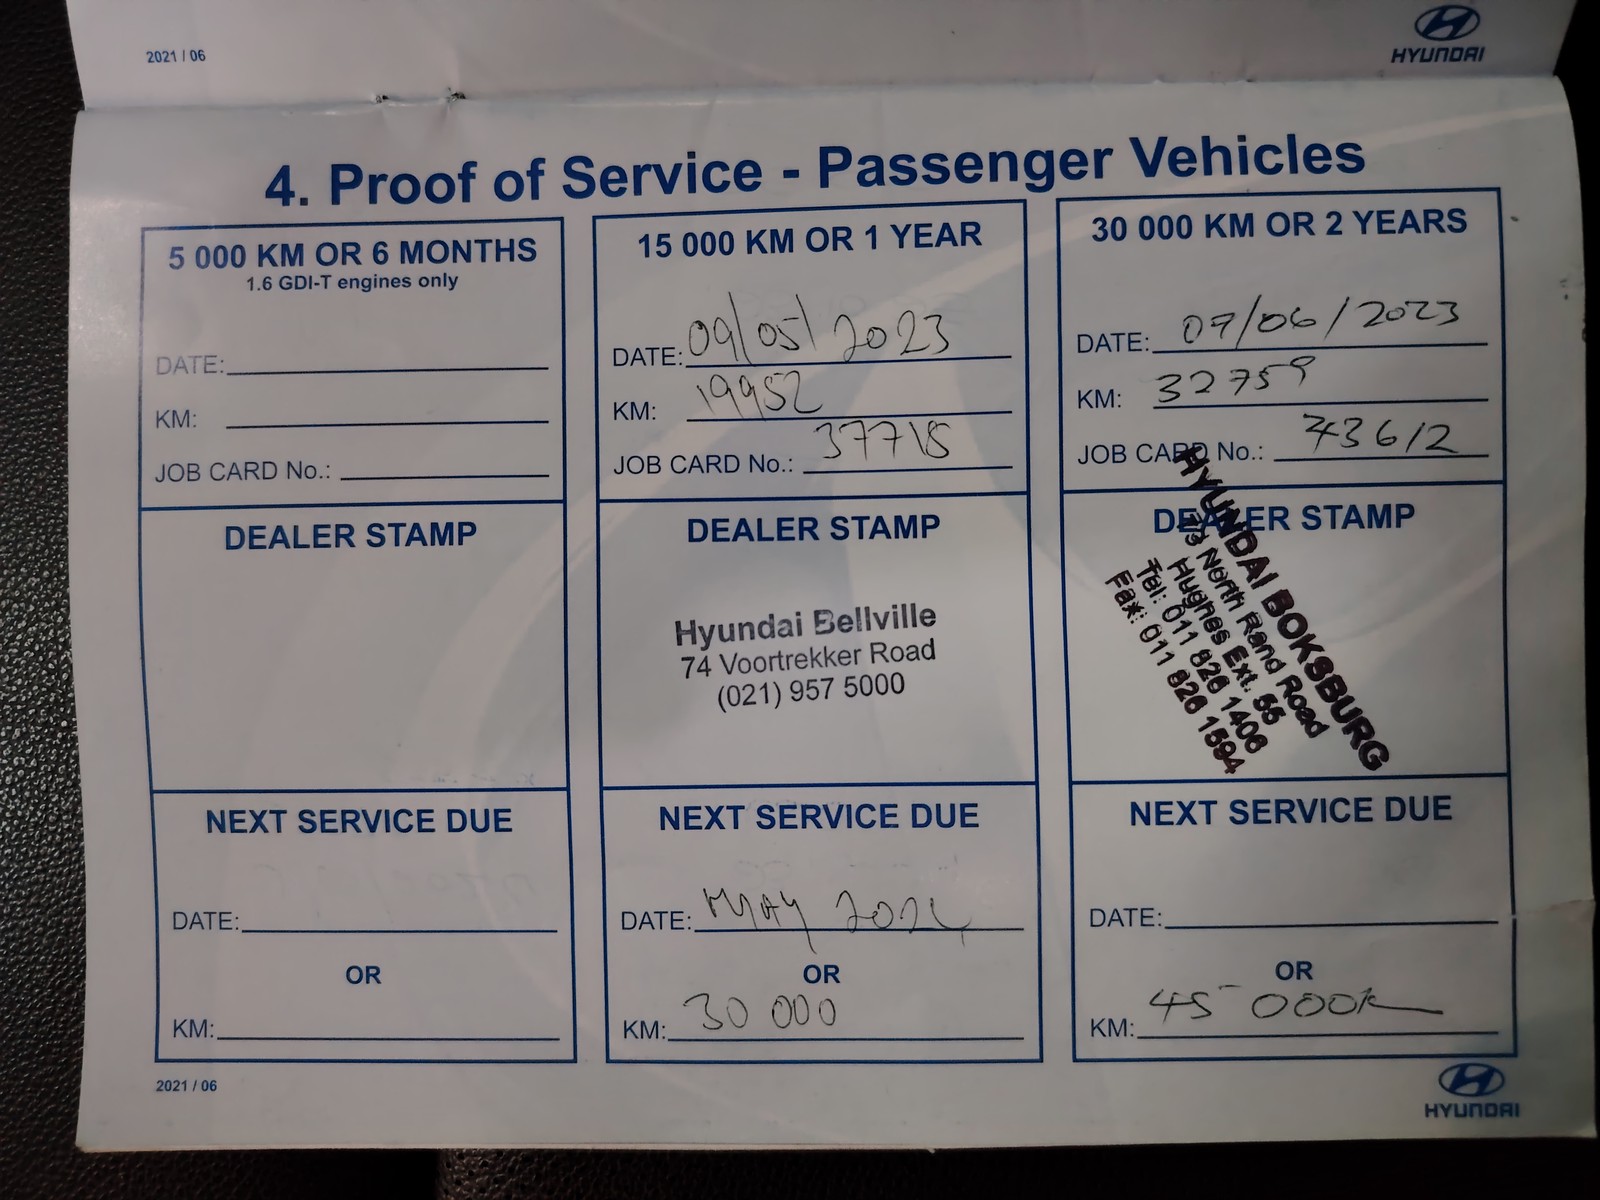 2021 / 06
HYUNDAI
4. Proof of Service - Passenger Vehicles
5 000 KM OR 6 MONTHS
1.6 GDI-T engines only
DATE:
KM:
JOB CARD No.:
DEALER STAMP
NEXT SERVICE DUE
DATE:
OR
KM:
15 000 KM OR 1 YEAR
DATE: 09/05/2023
KM: 19952
JOB CARD No.: 37718
DEALER STAMP
Hyundai Bellville
74 Voortrekker Road
(021) 957 5000
NEXT SERVICE DUE
DATE: MAY 2024
OR
KM: 30 000
30 000 KM OR 2 YEARS
DATE: 07/06/2023
KM: 32759
JOB CARD No.: 43612
DEALER STAMP
HYUNDAI BOKSBURG
North Rand Road
Hughes Ext. 55
Tel: 011 826 1406
Fax: 011 826 1594
NEXT SERVICE DUE
DATE:
OR
KM: 45 000k
2021 / 06
HYUNDAI